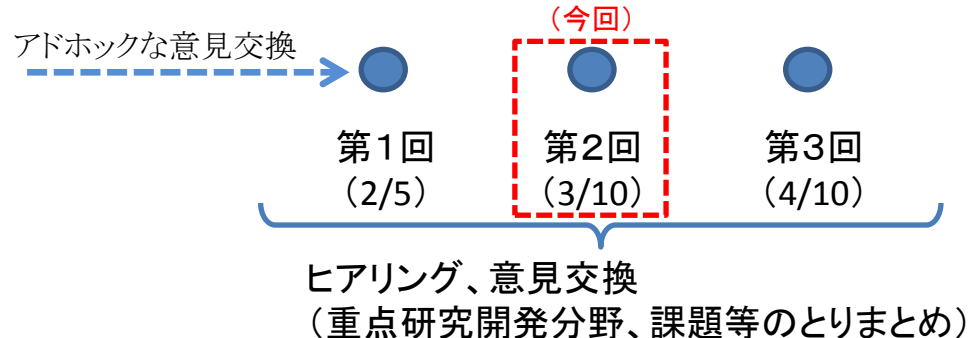 （今回）
アドホックな意見交換
第１回
（2/5）
第２回
（3/10）
第３回
（4/10）
ヒアリング、意見交換
（重点研究開発分野、課題等のとりまとめ）